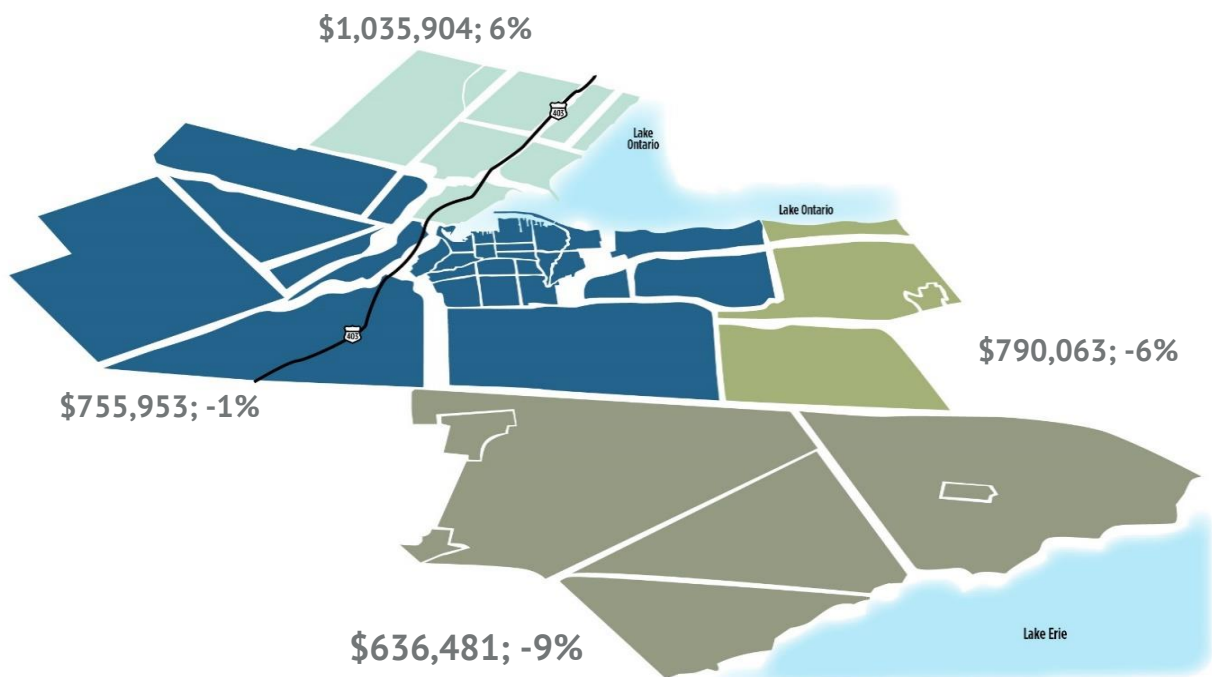 $1,035,904; 6%
403
Lake
Ontario
Lake Ontario
403
$790,063; -6%
$755,953; -1%
$636,481; -9%
Lake Erie